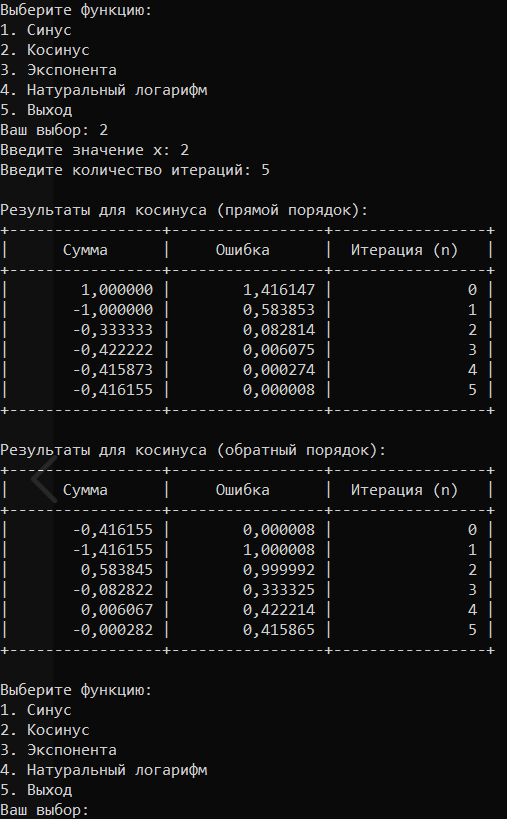 Выберите функцию:
1. Синус
2. Косинус
3. Экспонента
4. Натуральный логарифм
5. Выход
Ваш выбор: 2
Введите значение x: 2
Введите количество итераций: 5
Результаты для косинуса (прямой порядок):
+-----------------+-----------------+-----------------+
|      Сумма      |     Ошибка      |  Итерация (n)   |
+-----------------+-----------------+-----------------+
|        1,000000 |        1,416147 |               0 |
|       -1,000000 |        0,583853 |               1 |
|       -0,333333 |        0,082814 |               2 |
|       -0,422222 |        0,006075 |               3 |
|       -0,415873 |        0,000274 |               4 |
|       -0,416155 |        0,000008 |               5 |
+-----------------+-----------------+-----------------+
Результаты для косинуса (обратный порядок):
+-----------------+-----------------+-----------------+
|      Сумма      |     Ошибка      |  Итерация (n)   |
+-----------------+-----------------+-----------------+
|       -0,416155 |        0,000008 |               0 |
|       -1,416155 |        1,000008 |               1 |
|        0,583845 |        0,999992 |               2 |
|       -0,082822 |        0,333325 |               3 |
|        0,006067 |        0,422214 |               4 |
|       -0,000282 |        0,415865 |               5 |
+-----------------+-----------------+-----------------+
Выберите функцию:
1. Синус
2. Косинус
3. Экспонента
4. Натуральный логарифм
5. Выход
Ваш выбор: